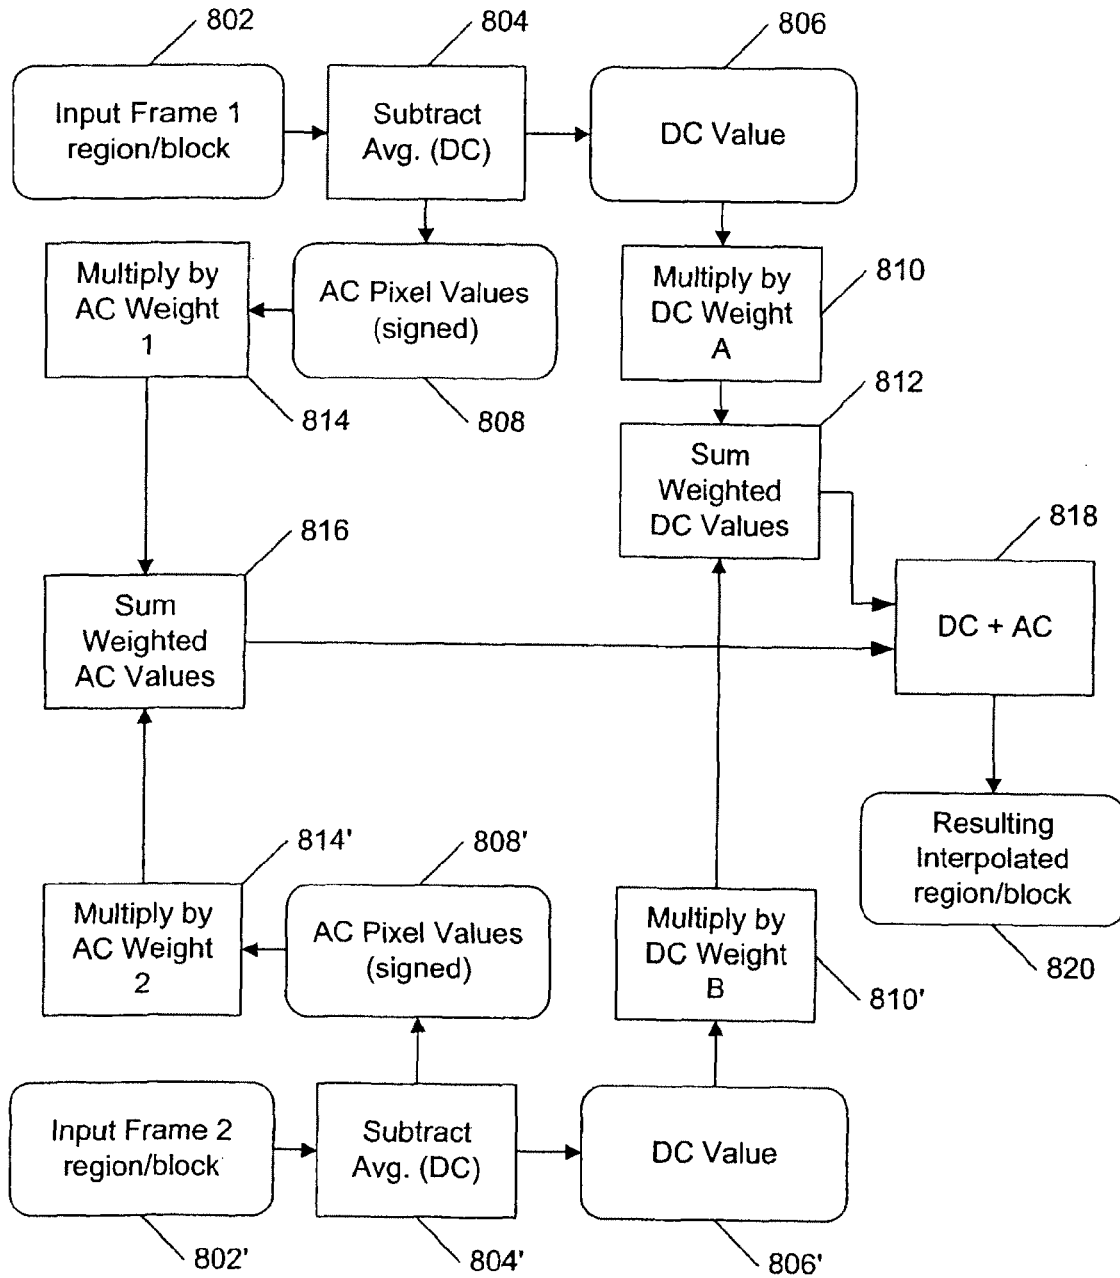 802
804
806
Input Frame 1
region/block
Subtract
Avg. (DC)
DC Value
Multiply by
AC Weight
1
AC Pixel Values
(signed)
Multiply by
DC Weight
A
810
814
808
812
Sum
Weighted
DC Values
816
818
Sum
Weighted
AC Values
DC + AC
814'
808'
Resulting
Interpolated
region/block
Multiply by
AC Weight
2
AC Pixel Values
(signed)
Multiply by
DC Weight
B
820
810'
Input Frame 2
region/block
Subtract
Avg. (DC)
DC Value
802'
804'
806'